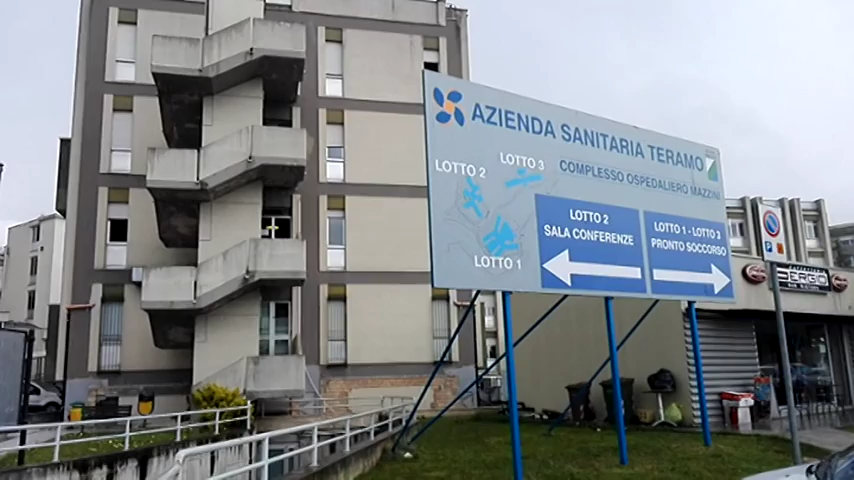 AZIENDA SANITARIA TERAMO
COMPLESSO OSPEDALIERO MAZZINI
LOTTO 2
LOTTO 3
LOTTO 1
LOTTO 2
SALA CONFERENZE
LOTTO 1 - LOTTO 3
PRONTO SOCCORSO
SERGIO
P